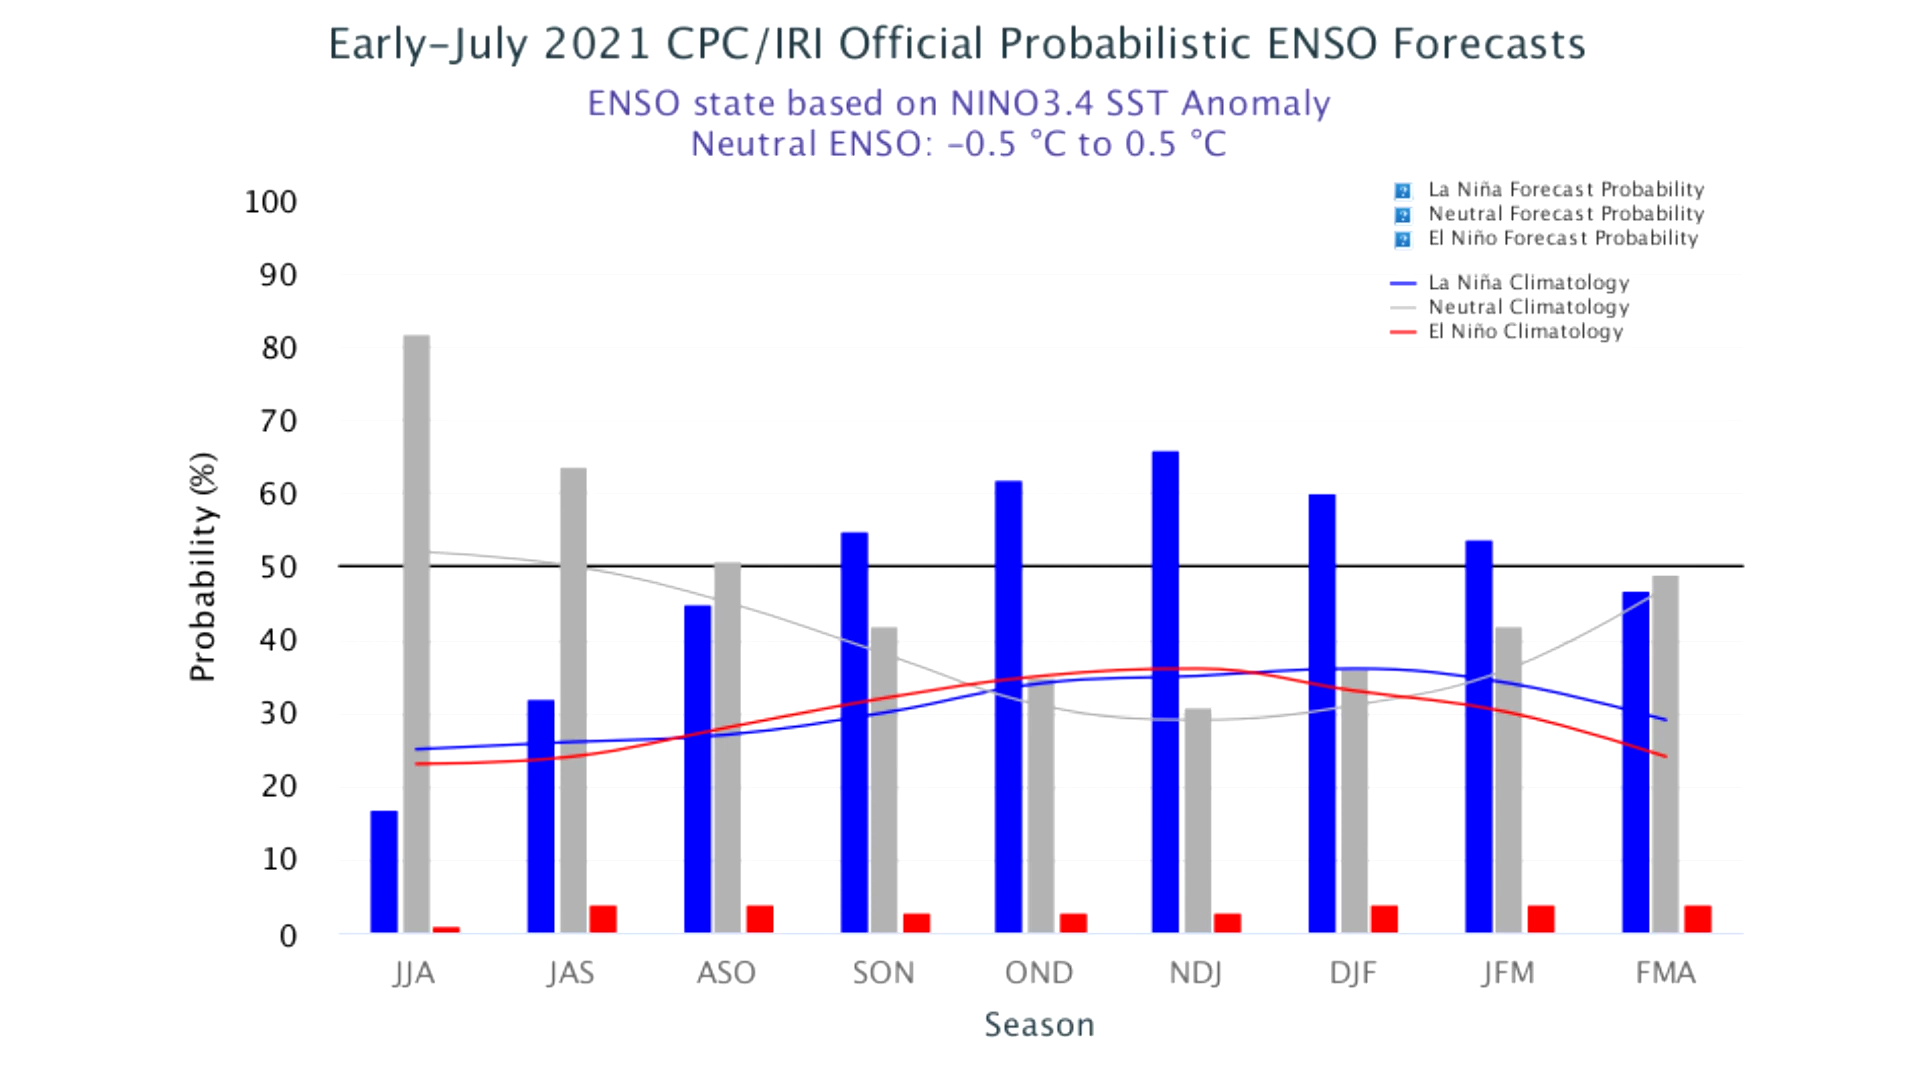 Early-July 2021 CPC/IRI Official Probabilistic ENSO Forecasts
ENSO state based on NINO3.4 SST Anomaly
Neutral ENSO: -0.5 °C to 0.5 °C
La Niña Forecast Probability
Neutral Forecast Probability
El Niño Forecast Probability
La Niña Climatology
Neutral Climatology
El Niño Climatology
Probability (%)
100
90
80
70
60
50
40
30
20
10
0
JJA JAS ASO SON OND NDJ DJF JFM FMA
Season